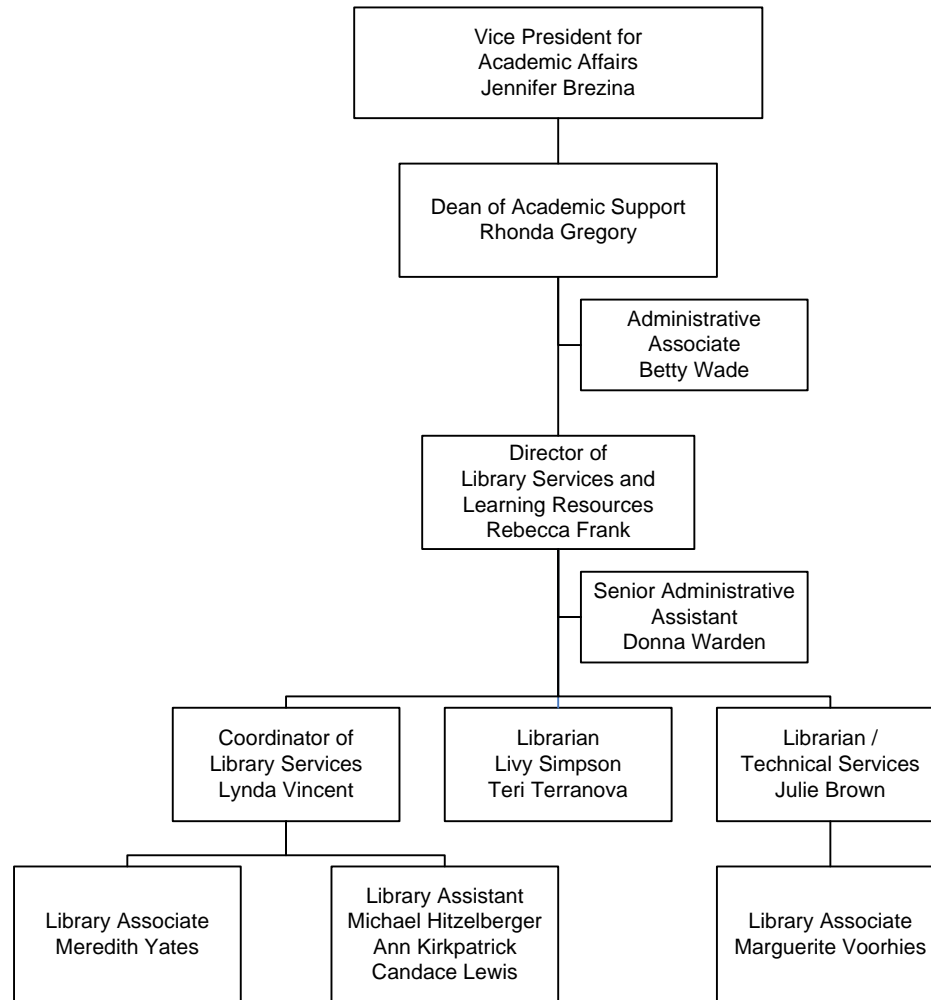 Vice President for
Academic Affairs
Jennifer Brezina
Dean of Academic Support
Rhonda Gregory
Administrative
Associate
Betty Wade
Director of
Library Services and
Learning Resources
Rebecca Frank
Senior Administrative
Assistant
Donna Warden
Coordinator of
Library Services
Lynda Vincent
Librarian
Livy Simpson
Teri Terranova
Librarian /
Technical Services
Julie Brown
Library Associate
Meredith Yates
Library Assistant
Michael Hitzelberger
Ann Kirkpatrick
Candace Lewis
Library Associate
Marguerite Voorhies